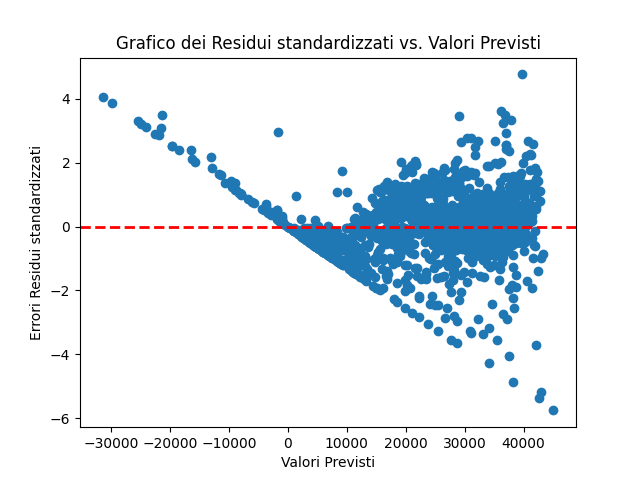 Grafico dei Residui standardizzati vs. Valori Previsti
Errori Residui standardizzati
4
2
0
−2
−4
−6
−30000 −20000 −10000 0 10000 20000 30000 40000
Valori Previsti